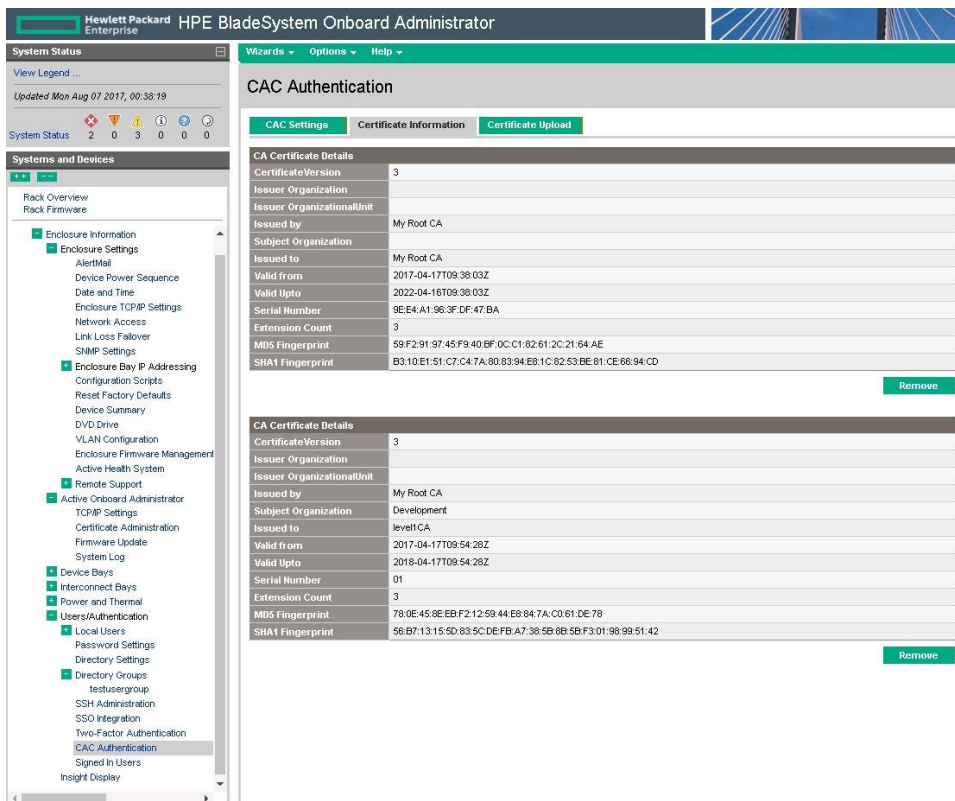 Hewlett Packard
Enterprise
HPE BladeSystem Onboard Administrator
System Status
View Legend ...
Updated Mon Aug 07 2017, 00:38:19
System Status 2 0 3 0 0 0
Systems and Devices
Rack Overview
Rack Firmware
Enclosure Information
Enclosure Settings
AlertMail
Device Power Sequence
Date and Time
Enclosure TCP/IP Settings
Network Access
Link Loss Failover
SNMP Settings
Enclosure Bay IP Addressing
Configuration Scripts
Reset Factory Defaults
Device Summary
DVD Drive
VLAN Configuration
Enclosure Firmware Management
Active Health System
Remote Support
Active Onboard Administrator
TCP/IP Settings
Certificate Administration
Firmware Update
System Log
Device Bays
Interconnect Bays
Power and Thermal
Users/Authentication
Local Users
Password Settings
Directory Settings
Directory Groups
testusergroup
SSH Administration
SSO Integration
Two-Factor Authentication
CAC Authentication
Signed In Users
Insight Display
Wizards Options Help
CAC Authentication
CAC Settings Certificate Information Certificate Upload
CA Certificate Details
CertificateVersion 3
Issuer Organization
Issuer OrganizationalUnit
Issued by My Root CA
Subject Organization
Issued to My Root CA
Valid from 2017-04-17T09:38:03Z
Valid Upto 2022-04-16T09:38:03Z
Serial Number 9E:E4:A1:96:3F:DF:47:BA
Extension Count 3
MD5 Fingerprint 59:F2:91:97:45:F9:40:BF:0C:C1:82:61:2C:21:64:AE
SHA1 Fingerprint B3:10:E1:51:C7:C4:7A:80:83:94:E8:1C:82:53:BE:81:CE:66:94:CD
Remove
CA Certificate Details
CertificateVersion 3
Issuer Organization
Issuer OrganizationalUnit
Issued by My Root CA
Subject Organization Development
Issued to level1CA
Valid from 2017-04-17T09:54:28Z
Valid Upto 2018-04-17T09:54:28Z
Serial Number 01
Extension Count 3
MD5 Fingerprint 78:0E:45:8E:EB:F2:12:59:44:E8:84:7A:C0:61:DE:78
SHA1 Fingerprint 56:B7:13:15:5D:83:5C:DE:FB:A7:38:5B:8B:5B:F3:01:98:99:51:42
Remove